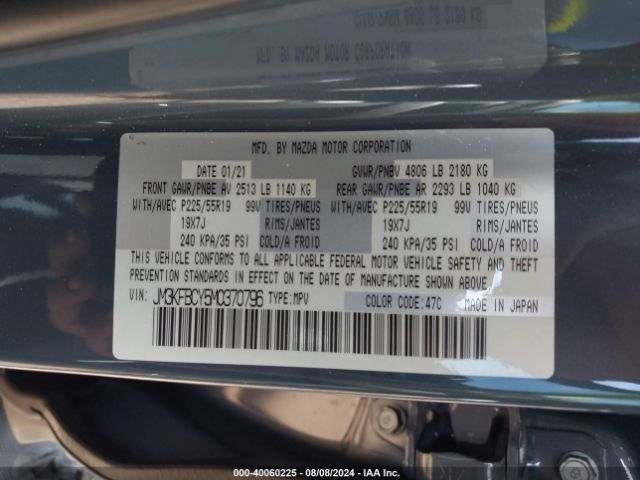 MFD. BY MAZDA MOTOR CORPORATION
DATE 01/21 GVWR/PNBV 4806 LB 2180 KG
FRONT GAWR/PNBE AV 2513 LB 1140 KG REAR GAWR/PNBE AR 2293 LB 1040 KG
WITH/AVEC P225/55R19 99V TIRES/PNEUS WITH/AVEC P225/55R19 99V TIRES/PNEUS
19X7J RIMS/JANTES 19X7J RIMS/JANTES
240 KPA/35 PSI COLD/A FROID 240 KPA/35 PSI COLD/A FROID
THIS VEHICLE CONFORMS TO ALL APPLICABLE FEDERAL MOTOR VEHICLE SAFETY AND THEFT
PREVENTION STANDARDS IN EFFECT ON THE DATE OF MANUFACTURE SHOWN ABOVE.
VIN: JM3KFBCY5M0370796 TYPE:MPV COLOR CODE:47C MADE IN JAPAN
000-40060225 - 08/08/2024 - IAA Inc.